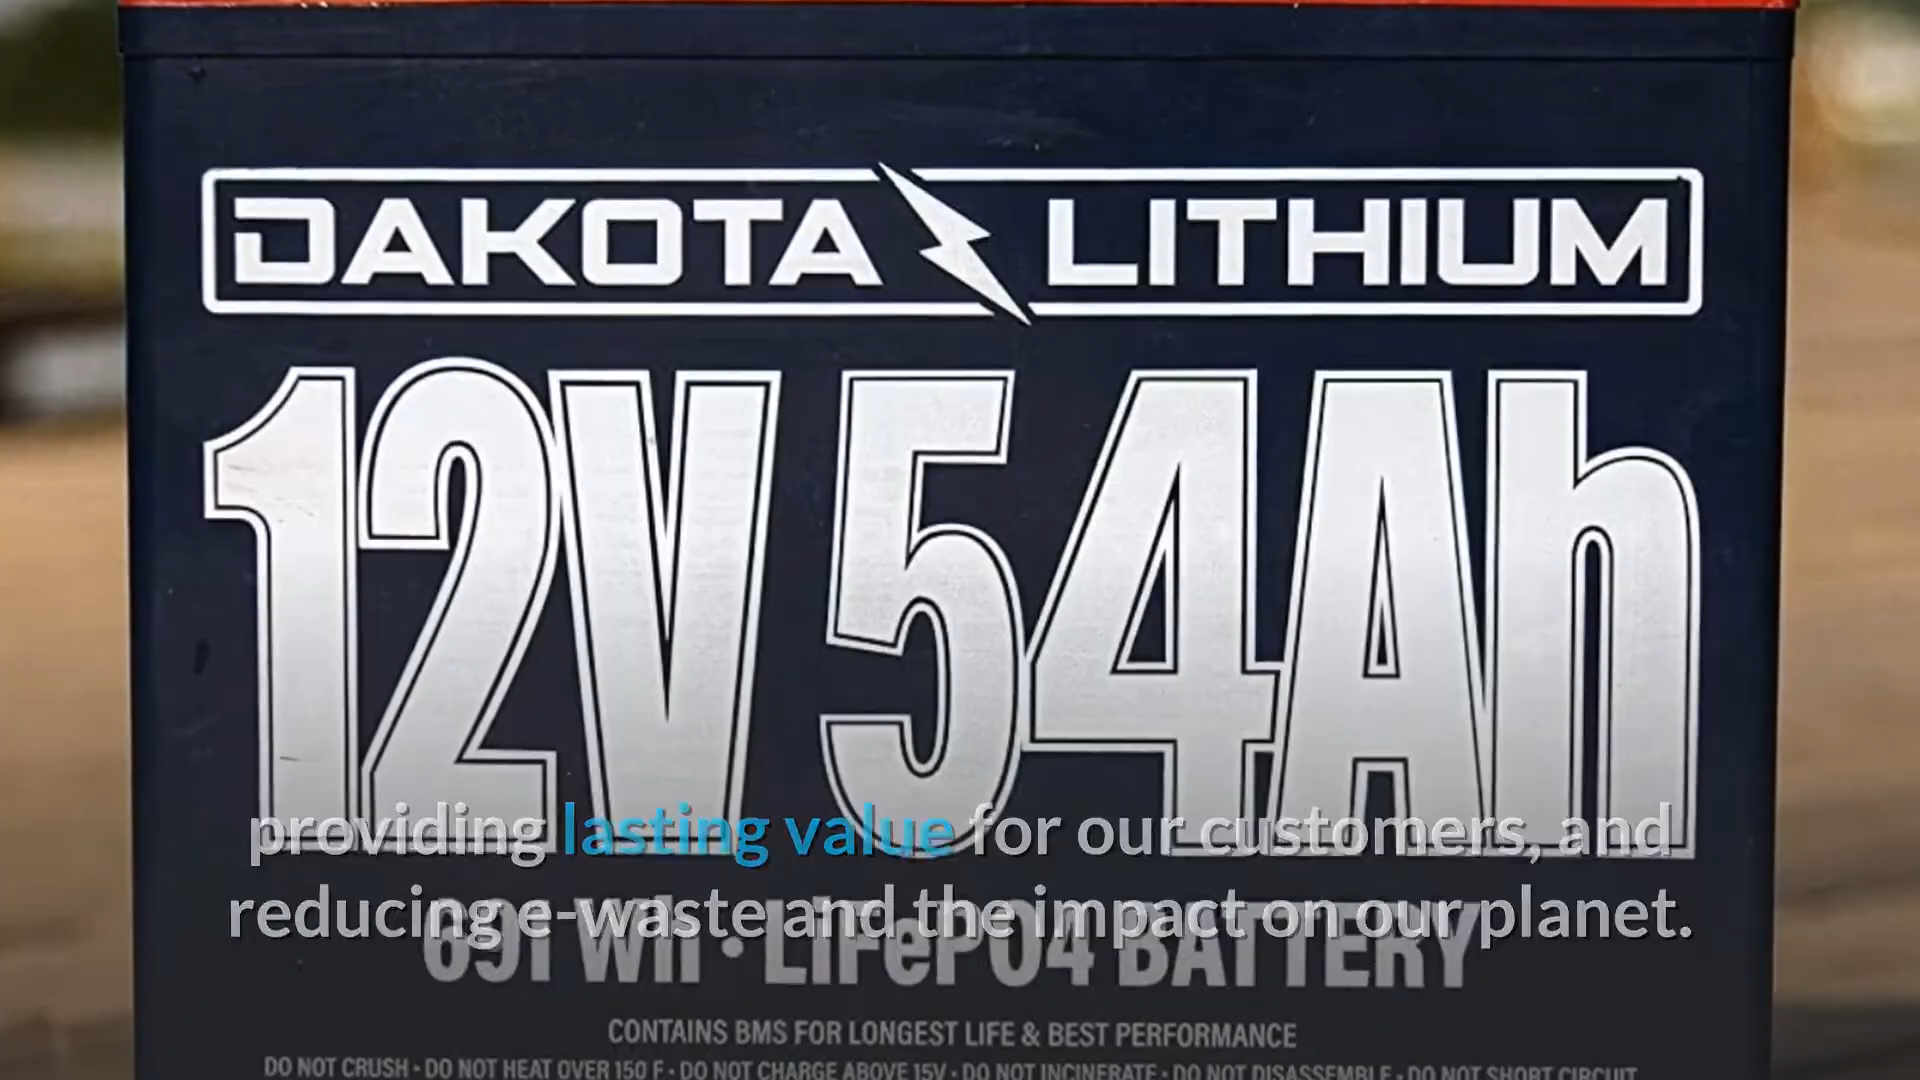 DAKOTA LITHIUM
12V 54Ah
providing lasting value for our customers, and
reducing e-waste and the impact on our planet.
691 Wh · LiFePO4 BATTERY
CONTAINS BMS FOR LONGEST LIFE & BEST PERFORMANCE
DO NOT CRUSH · DO NOT HEAT OVER 150 F · DO NOT CHARGE ABOVE 15V · DO NOT INCINERATE · DO NOT DISASSEMBLE · DO NOT SHORT CIRCUIT